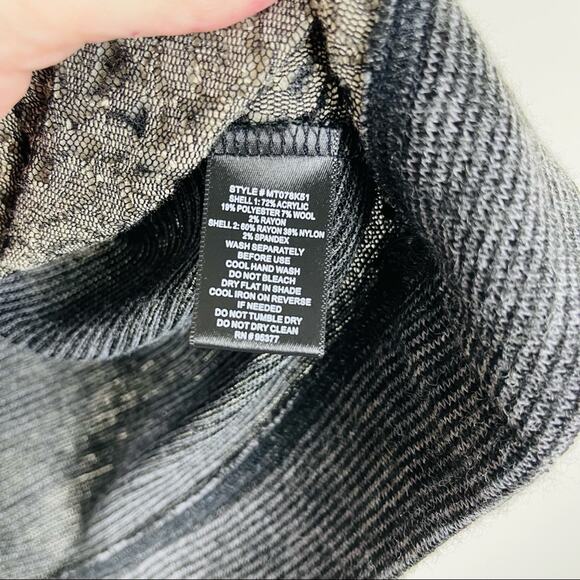 STYLE # MT076K51
SHELL 1: 72% ACRYLIC
19% POLYESTER 7% WOOL
2% RAYON
SHELL 2: 60% RAYON 38% NYLON
2% SPANDEX
WASH SEPARATELY
BEFORE USE
COOL HAND WASH
DO NOT BLEACH
DRY FLAT IN SHADE
COOL IRON ON REVERSE
IF NEEDED
DO NOT TUMBLE DRY
DO NOT DRY CLEAN
RN # 95377